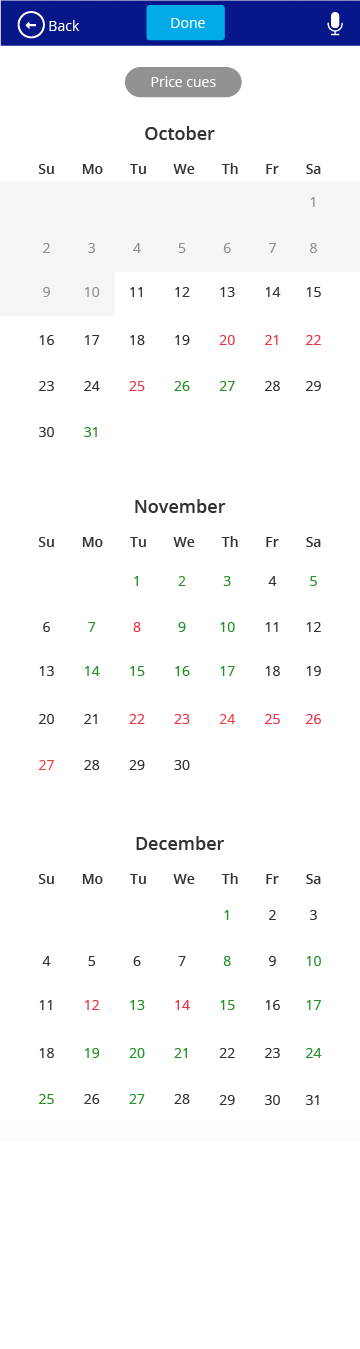 Back Done
Price cues
October
Su Mo Tu We Th Fr Sa
1
2 3 4 5 6 7 8
9 10 11 12 13 14 15
16 17 18 19 20 21 22
23 24 25 26 27 28 29
30 31
November
Su Mo Tu We Th Fr Sa
1 2 3 4 5
6 7 8 9 10 11 12
13 14 15 16 17 18 19
20 21 22 23 24 25 26
27 28 29 30
December
Su Mo Tu We Th Fr Sa
1 2 3
4 5 6 7 8 9 10
11 12 13 14 15 16 17
18 19 20 21 22 23 24
25 26 27 28 29 30 31